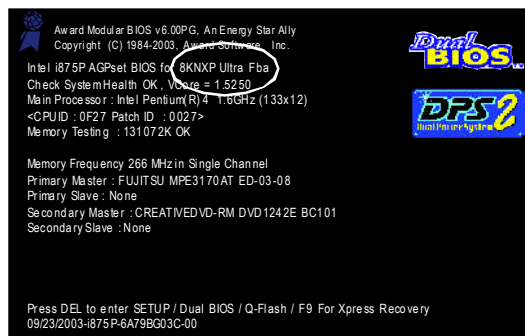 Award Modular BIOS v6.00PG, An Energy Star Ally
Copyright (C) 1984-2003, Award Software, Inc.
Dual
BIOS
Intel i875P AGPset BIOS for 8KNXP Ultra Fba
Check System Health OK , VCore = 1.5250
Main Processor : Intel Pentium(R) 4 1.6GHz (133x12)
<CPUID : 0F27 Patch ID : 0027>
Memory Testing : 131072K OK
DPS2
Dual Power System
Memory Frequency 266 MHz in Single Channel
Primary Master : FUJITSU MPE3170AT ED-03-08
Primary Slave : None
Secondary Master : CREATIVEDVD-RM DVD1242E BC101
Secondary Slave : None
Press DEL to enter SETUP / Dual BIOS / Q-Flash / F9 For Xpress Recovery
09/23/2003-i875P-6A79BG03C-00